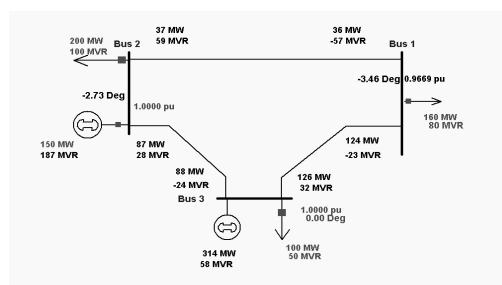 37 MW
59 MVR
36 MW
-57 MVR
200 MW
100 MVR
Bus 2
Bus 1
-3.46 Deg
0.9669 pu
-2.73 Deg
1.0000 pu
160 MW
80 MVR
150 MW
187 MVR
87 MW
28 MVR
124 MW
-23 MVR
88 MW
-24 MVR
126 MW
32 MVR
Bus 3
1.0000 pu
0.00 Deg
314 MW
58 MVR
100 MW
50 MVR